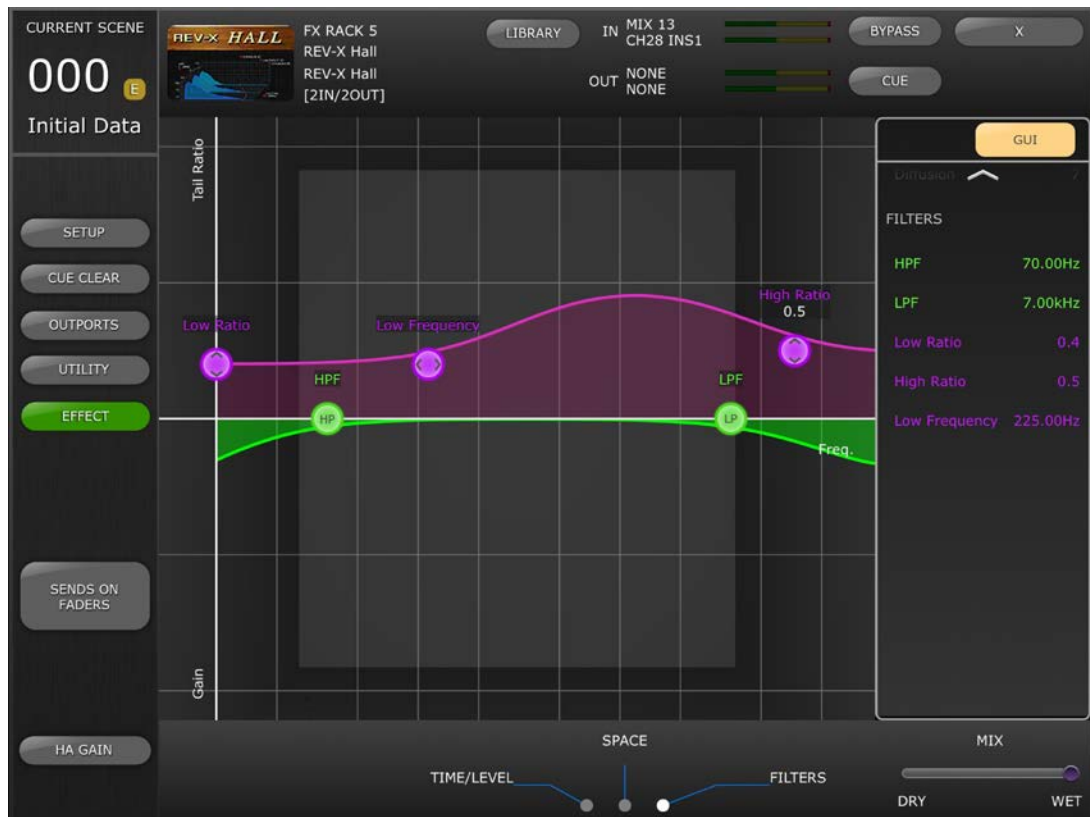 CURRENT SCENE
000
E
Initial Data
SETUP
CUE CLEAR
OUTPORTS
UTILITY
EFFECT
SENDS ON
FADERS
HA GAIN
REV-X HALL
FX RACK 5
REV-X Hall
REV-X Hall
[2IN/2OUT]
LIBRARY
IN MIX 13
CH28 INS1
OUT NONE
NONE
BYPASS
X
CUE
Tail Ratio
Low Ratio
Low Frequency
High Ratio
0.5
HPF
HP
LPF
LP
Freq.
Gain
GUI
Diffusion 7
FILTERS
HPF 70.00Hz
LPF 7.00kHz
Low Ratio 0.4
High Ratio 0.5
Low Frequency 225.00Hz
SPACE
TIME/LEVEL
FILTERS
MIX
DRY WET